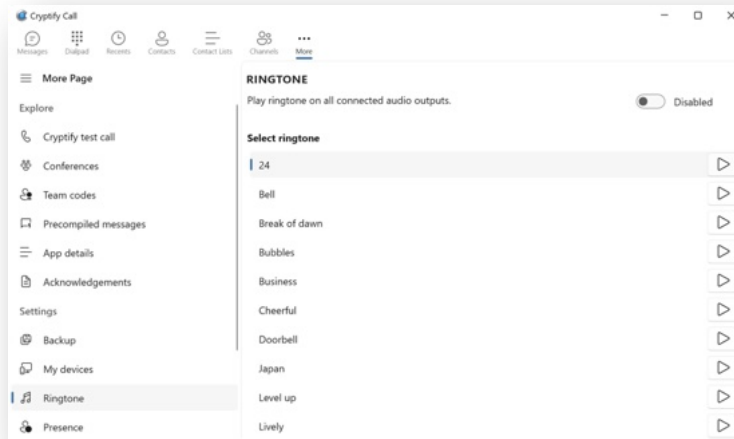 Cryptify Call
Messages
Dialpad
Recents
Contacts
Contact Lists
Channels
More
More Page
Explore
Cryptify test call
Conferences
Team codes
Precompiled messages
App details
Acknowledgements
Settings
Backup
My devices
Ringtone
Presence
RINGTONE
Play ringtone on all connected audio outputs.
Disabled
Select ringtone
24
Bell
Break of dawn
Bubbles
Business
Cheerful
Doorbell
Japan
Level up
Lively